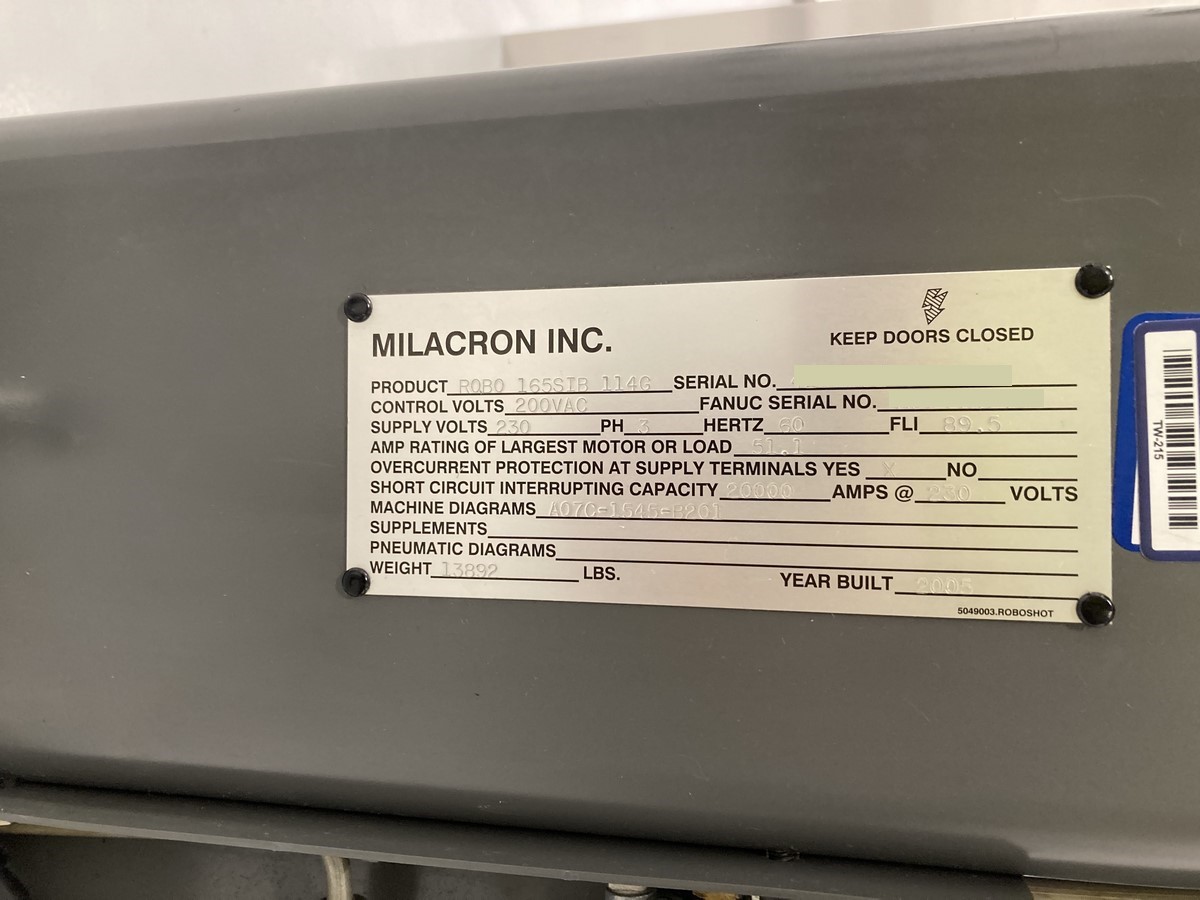 MILACRON INC.
KEEP DOORS CLOSED
PRODUCT ROBO 165SIB 114G SERIAL NO.
CONTROL VOLTS 200VAC FANUC SERIAL NO.
SUPPLY VOLTS 230 PH 3 HERTZ 60 FLI 89.5
AMP RATING OF LARGEST MOTOR OR LOAD 51.1
OVERCURRENT PROTECTION AT SUPPLY TERMINALS YES X NO
SHORT CIRCUIT INTERRUPTING CAPACITY 20000 AMPS @ 230 VOLTS
MACHINE DIAGRAMS A07C-1545-B201
SUPPLEMENTS
PNEUMATIC DIAGRAMS
WEIGHT 13892 LBS. YEAR BUILT 2005
5049003.ROBOSHOT
TW-215